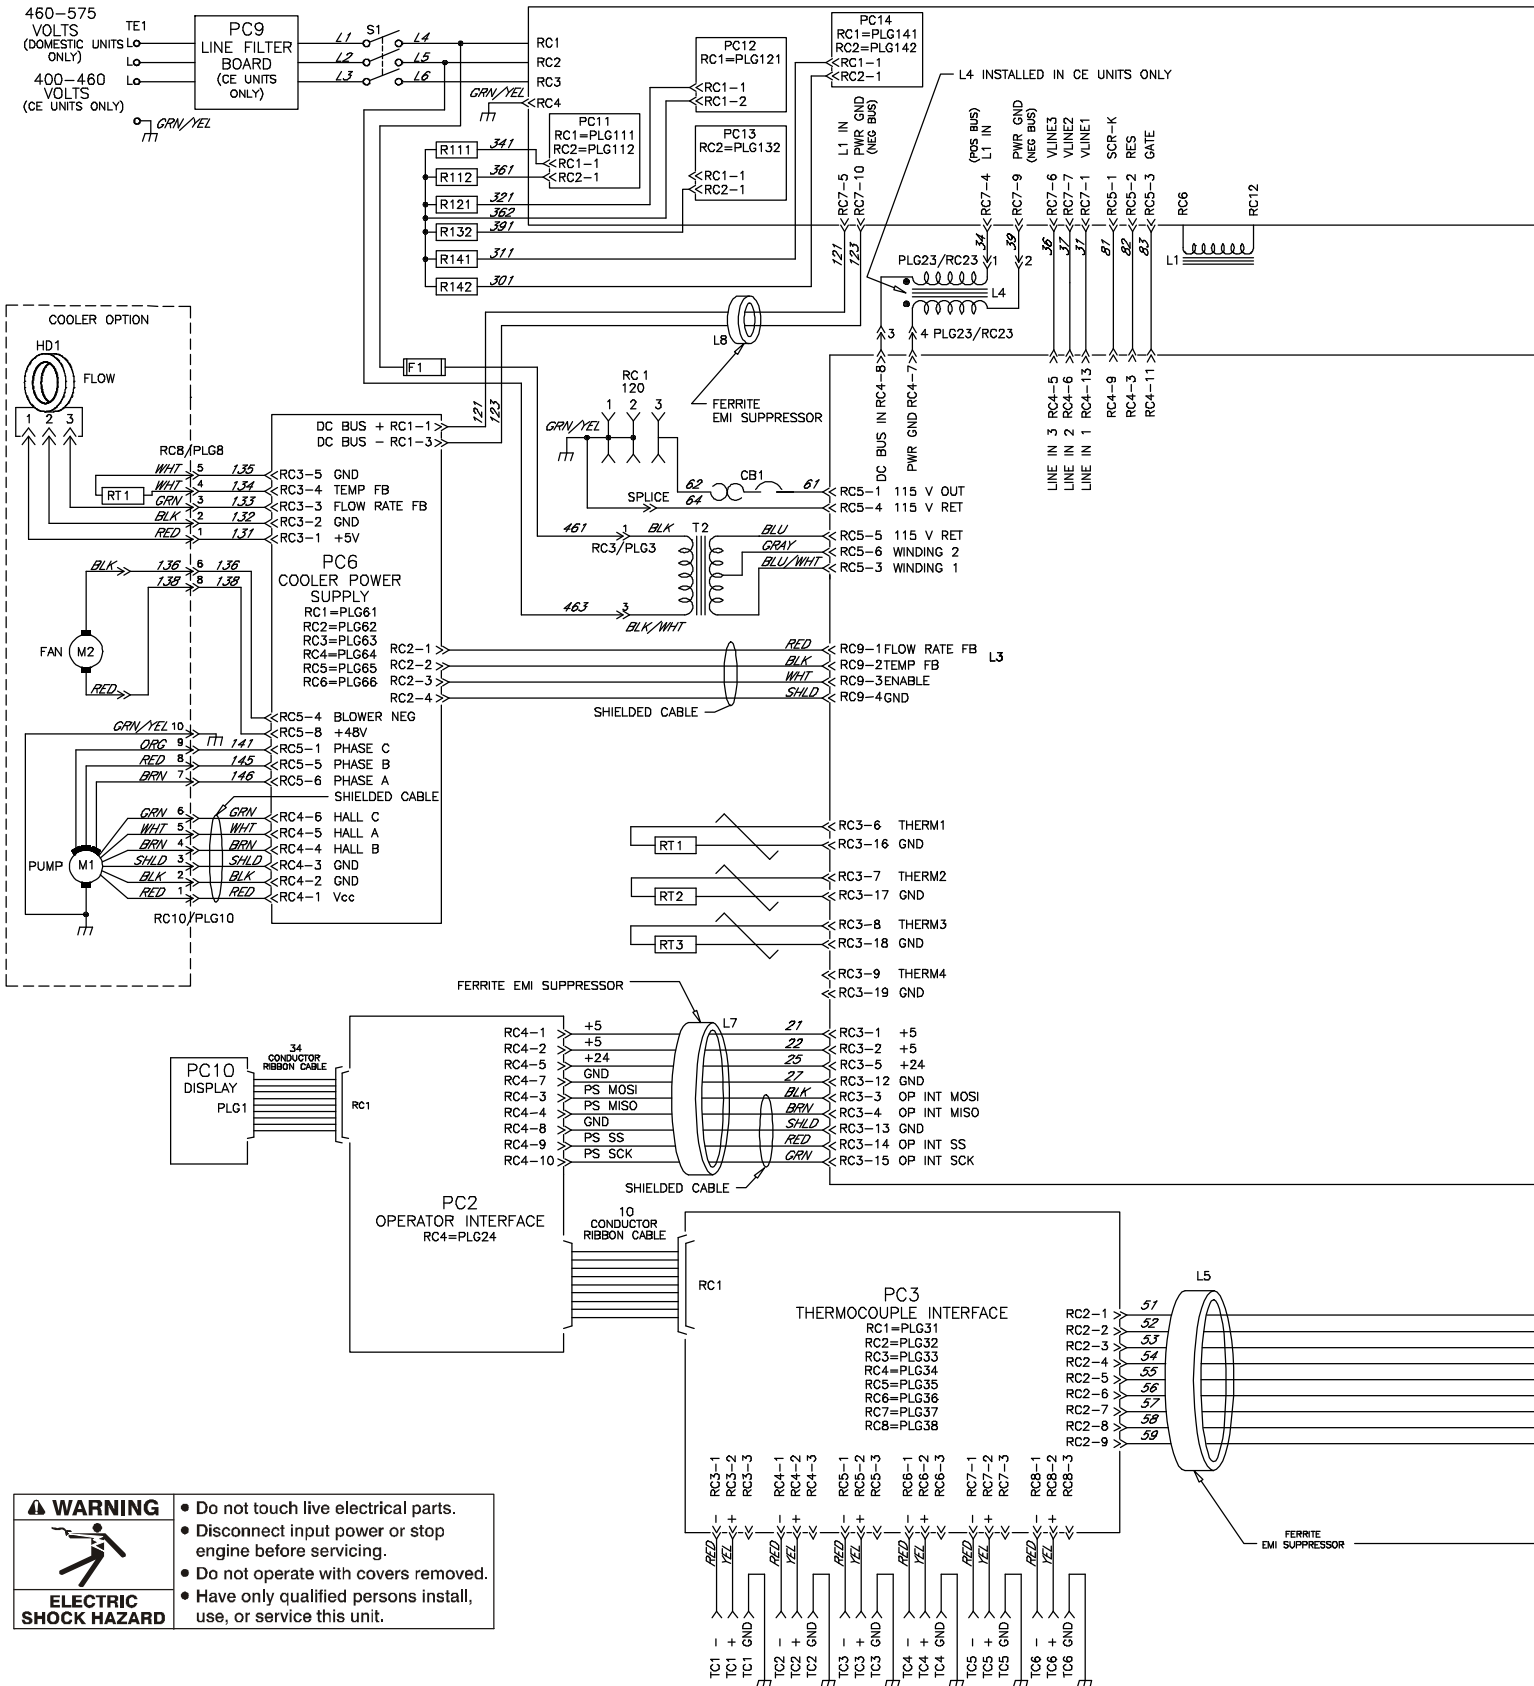 460-575
VOLTS
(DOMESTIC UNITS
ONLY)
400-460
VOLTS
(CE UNITS ONLY)
TE1
L
L
L
GRN/YEL
PC9
LINE FILTER
BOARD
(CE UNITS
ONLY)
L1
L2
L3
S1
L4
L5
L6
RC1
RC2
RC3
RC4
GRN/YEL
PC11
RC1=PLG111
RC2=PLG112
RC1-1
RC2-1
PC12
RC1=PLG121
RC1-1
RC1-2
PC13
RC2=PLG132
RC1-1
RC2-1
PC14
RC1=PLG141
RC2=PLG142
RC1-1
RC2-1
R111 341
R112 361
R121 321
362
R132 391
R141 311
R142 301
L4 INSTALLED IN CE UNITS ONLY
RC7-5 L1 IN
RC7-10 PWR GND
(NEG BUS)
121
123
(POS BUS)
RC7-4 L1 IN
RC7-9 PWR GND
(NEG BUS)
RC7-6 VLINE3
RC7-7 VLINE2
RC7-1 VLINE1
RC5-1 SCR-K
RC5-2 RES
RC5-3 GATE
RC6
RC12
L1
34
39
36
37
31
81
82
83
PLG23/RC23
1
2
L4
3
4 PLG23/RC23
DC BUS IN RC4-8
PWR GND RC4-7
LINE IN 3 RC4-5
LINE IN 2 RC4-6
LINE IN 1 RC4-13
RC4-9
RC4-3
RC4-11
L8
FERRITE
EMI SUPPRESSOR
F1
COOLER OPTION
HD1
FLOW
1 2 3
RC8/PLG8
WHT 5 135
WHT 4 134
GRN 3 133
BLK 2 132
RED 1 131
RT1
BLK 136 6 136
138 8 138
FAN M2
RED
GRN/YEL 10
ORG 9 141
RED 8 145
BRN 7 146
SHIELDED CABLE
GRN 6 GRN
WHT 5 WHT
BRN 4 BRN
SHLD 3 SHLD
BLK 2 BLK
RED 1 RED
PUMP M1
RC10/PLG10
DC BUS + RC1-1
DC BUS - RC1-3
121
123
RC3-5 GND
RC3-4 TEMP FB
RC3-3 FLOW RATE FB
RC3-2 GND
RC3-1 +5V
PC6
COOLER POWER
SUPPLY
RC1=PLG61
RC2=PLG62
RC3=PLG63
RC4=PLG64
RC5=PLG65
RC6=PLG66
RC2-1
RC2-2
RC2-3
RC2-4
RC5-4 BLOWER NEG
RC5-8 +48V
RC5-1 PHASE C
RC5-5 PHASE B
RC5-6 PHASE A
RC4-6 HALL C
RC4-5 HALL A
RC4-4 HALL B
RC4-3 GND
RC4-2 GND
RC4-1 Vcc
RC 1
120
1 2 3
GRN/YEL
SPLICE
62
64
CB1
61
RC5-1 115 V OUT
RC5-4 115 V RET
RC5-5 115 V RET
RC5-6 WINDING 2
RC5-3 WINDING 1
461 1 BLK
RC3/PLG3
463 3
BLK/WHT
T2
BLU
GRAY
BLU/WHT
RED
BLK
WHT
SHLD
SHIELDED CABLE
RC9-1 FLOW RATE FB
RC9-2 TEMP FB
RC9-3 ENABLE
RC9-4 GND
L3
RT1
RC3-6 THERM1
RC3-16 GND
RT2
RC3-7 THERM2
RC3-17 GND
RT3
RC3-8 THERM3
RC3-18 GND
RC3-9 THERM4
RC3-19 GND
FERRITE EMI SUPPRESSOR
L7
PC10
DISPLAY
PLG1
34
CONDUCTOR
RIBBON CABLE
RC1
RC4-1 +5 21 RC3-1 +5
RC4-2 +5 22 RC3-2 +5
RC4-5 +24 25 RC3-5 +24
RC4-7 GND 27 RC3-12 GND
RC4-3 PS MOSI BLK RC3-3 OP INT MOSI
RC4-4 PS MISO BRN RC3-4 OP INT MISO
RC4-8 GND SHLD RC3-13 GND
RC4-9 PS SS RED RC3-14 OP INT SS
RC4-10 PS SCK GRN RC3-15 OP INT SCK
SHIELDED CABLE
PC2
OPERATOR INTERFACE
RC4=PLG24
10
CONDUCTOR
RIBBON CABLE
RC1
PC3
THERMOCOUPLE INTERFACE
RC1=PLG31
RC2=PLG32
RC3=PLG33
RC4=PLG34
RC5=PLG35
RC6=PLG36
RC7=PLG37
RC8=PLG38
RC2-1 51
RC2-2 52
RC2-3 53
RC2-4 54
RC2-5 55
RC2-6 56
RC2-7 57
RC2-8 58
RC2-9 59
L5
FERRITE
EMI SUPPRESSOR
RC3-1 -
RC3-2 +
RC3-3
RC4-1 -
RC4-2 +
RC4-3
RC5-1 -
RC5-2 +
RC5-3
RC6-1 -
RC6-2 +
RC6-3
RC7-1 -
RC7-2 +
RC7-3
RC8-1 -
RC8-2 +
RC8-3
RED
YEL
RED
YEL
RED
YEL
RED
YEL
RED
YEL
RED
YEL
TC1 -
TC1 +
TC1 GND
TC2 -
TC2 +
TC2 GND
TC3 -
TC3 +
TC3 GND
TC4 -
TC4 +
TC4 GND
TC5 -
TC5 +
TC5 GND
TC6 -
TC6 +
TC6 GND
WARNING
ELECTRIC
SHOCK HAZARD
• Do not touch live electrical parts.
• Disconnect input power or stop
engine before servicing.
• Do not operate with covers removed.
• Have only qualified persons install,
use, or service this unit.